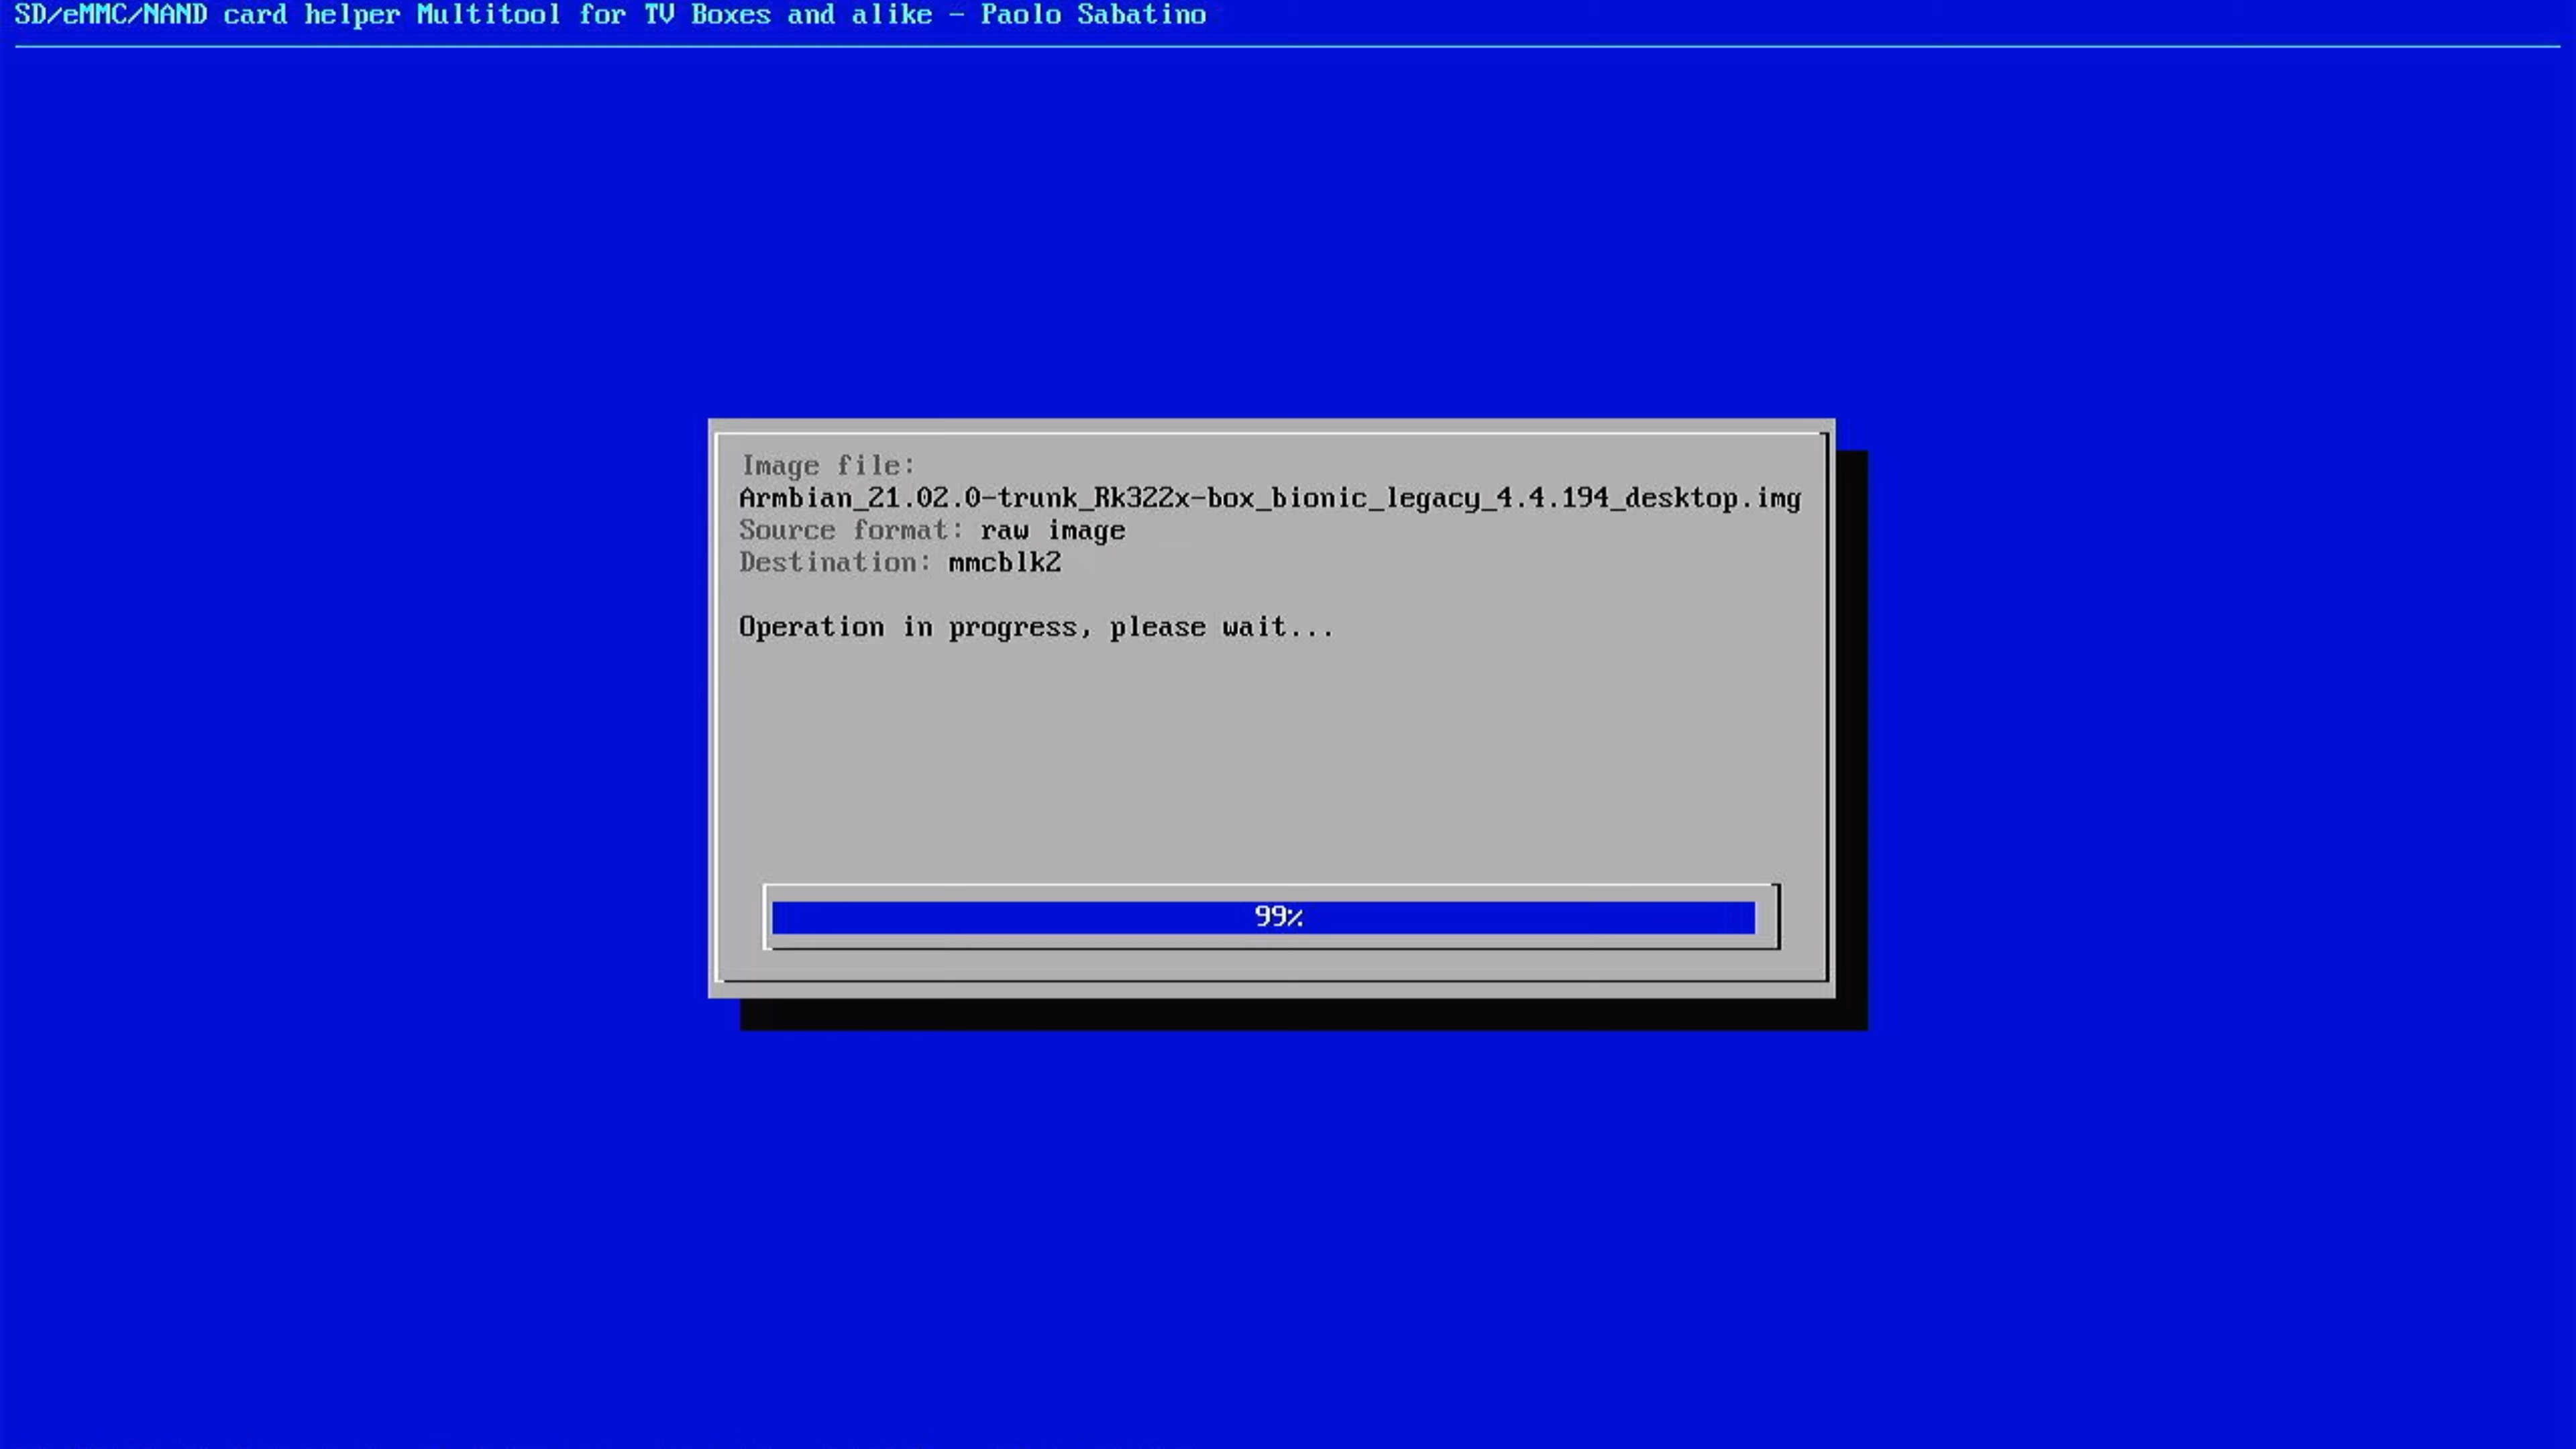 SD/eMMC/NAND card helper Multitool for TV Boxes and alike - Paolo Sabatino
Image file:
Armbian_21.02.0-trunk_Rk322x-box_bionic_legacy_4.4.194_desktop.img
Source format: raw image
Destination: mmcblk2
Operation in progress, please wait...
99%